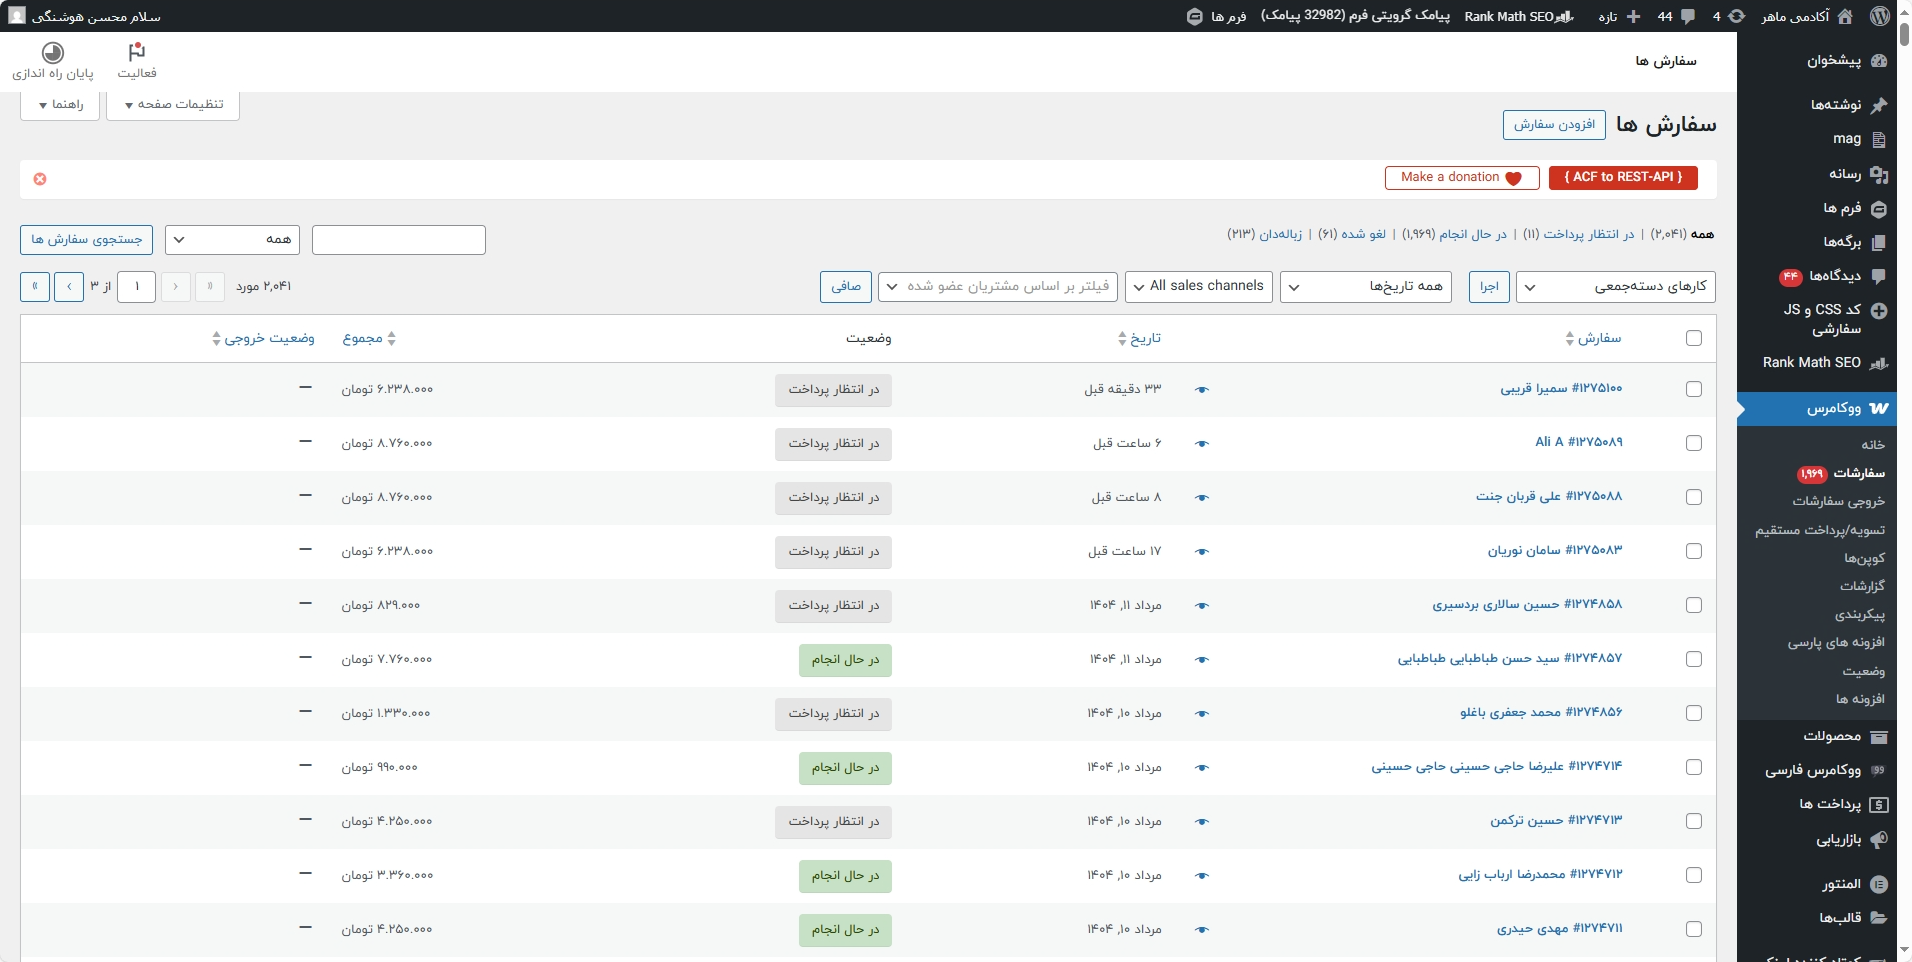 آکادمی ماهر 4 44 تازه Rank Math SEO پیامک گرویتی فرم (32982 پیامک) فرم ها
سلام محسن هوشنگی
سفارش ها
فعالیت
پایان راه اندازی
پیشخوان
نوشته‌ها
mag
رسانه
فرم ها
برگه‌ها
دیدگاه‌ها ۴۴
کد CSS و JS
سفارشی
Rank Math SEO
ووکامرس
خانه
سفارشات ۱,۹۶۹
خروجی سفارشات
تسویه/پرداخت مستقیم
کوپن‌ها
گزارشات
پیکربندی
افزونه های پارسی
وضعیت
افزونه ها
محصولات
ووکامرس فارسی
پرداخت ها
بازاریابی
المنتور
قالب‌ها
تنظیمات صفحه
راهنما
سفارش ها افزودن سفارش
{ ACF to REST-API } Make a donation
همه (۲,۰۴۱) | در انتظار پرداخت (۱۱) | در حال انجام (۱,۹۶۹) | لغو شده (۶۱) | زباله‌دان (۲۱۳)
همه جستجوی سفارش ها
کارهای دسته‌جمعی اجرا همه تاریخ‌ها All sales channels فیلتر بر اساس مشتریان عضو شده صافی
۲,۰۴۱ مورد « ‹ ۱ از ۳ › »
سفارش تاریخ وضعیت مجموع وضعیت خروجی
#۱۲۷۵۱۰۰ سمیرا قریبی ۳۳ دقیقه قبل در انتظار پرداخت ۶.۲۳۸.۰۰۰ تومان —
#۱۲۷۵۰۸۹ Ali A ۶ ساعت قبل در انتظار پرداخت ۸.۷۶۰.۰۰۰ تومان —
#۱۲۷۵۰۸۸ علی قربان جنت ۸ ساعت قبل در انتظار پرداخت ۸.۷۶۰.۰۰۰ تومان —
#۱۲۷۵۰۸۳ سامان نوریان ۱۷ ساعت قبل در انتظار پرداخت ۶.۲۳۸.۰۰۰ تومان —
#۱۲۷۴۸۵۸ حسین سالاری بردسیری مرداد ۱۱, ۱۴۰۴ در انتظار پرداخت ۸۲۹.۰۰۰ تومان —
#۱۲۷۴۸۵۷ سید حسن طباطبایی طباطبایی مرداد ۱۱, ۱۴۰۴ در حال انجام ۷.۷۶۰.۰۰۰ تومان —
#۱۲۷۴۸۵۶ محمد جعفری باغلو مرداد ۱۰, ۱۴۰۴ در انتظار پرداخت ۱.۳۳۰.۰۰۰ تومان —
#۱۲۷۴۷۱۴ علیرضا حاجی حسینی حاجی حسینی مرداد ۱۰, ۱۴۰۴ در حال انجام ۹۹۰.۰۰۰ تومان —
#۱۲۷۴۷۱۳ حسین ترکمن مرداد ۱۰, ۱۴۰۴ در انتظار پرداخت ۴.۲۵۰.۰۰۰ تومان —
#۱۲۷۴۷۱۲ محمدرضا ارباب زایی مرداد ۱۰, ۱۴۰۴ در حال انجام ۳.۳۶۰.۰۰۰ تومان —
#۱۲۷۴۷۱۱ مهدی حیدری مرداد ۱۰, ۱۴۰۴ در حال انجام ۴.۲۵۰.۰۰۰ تومان —